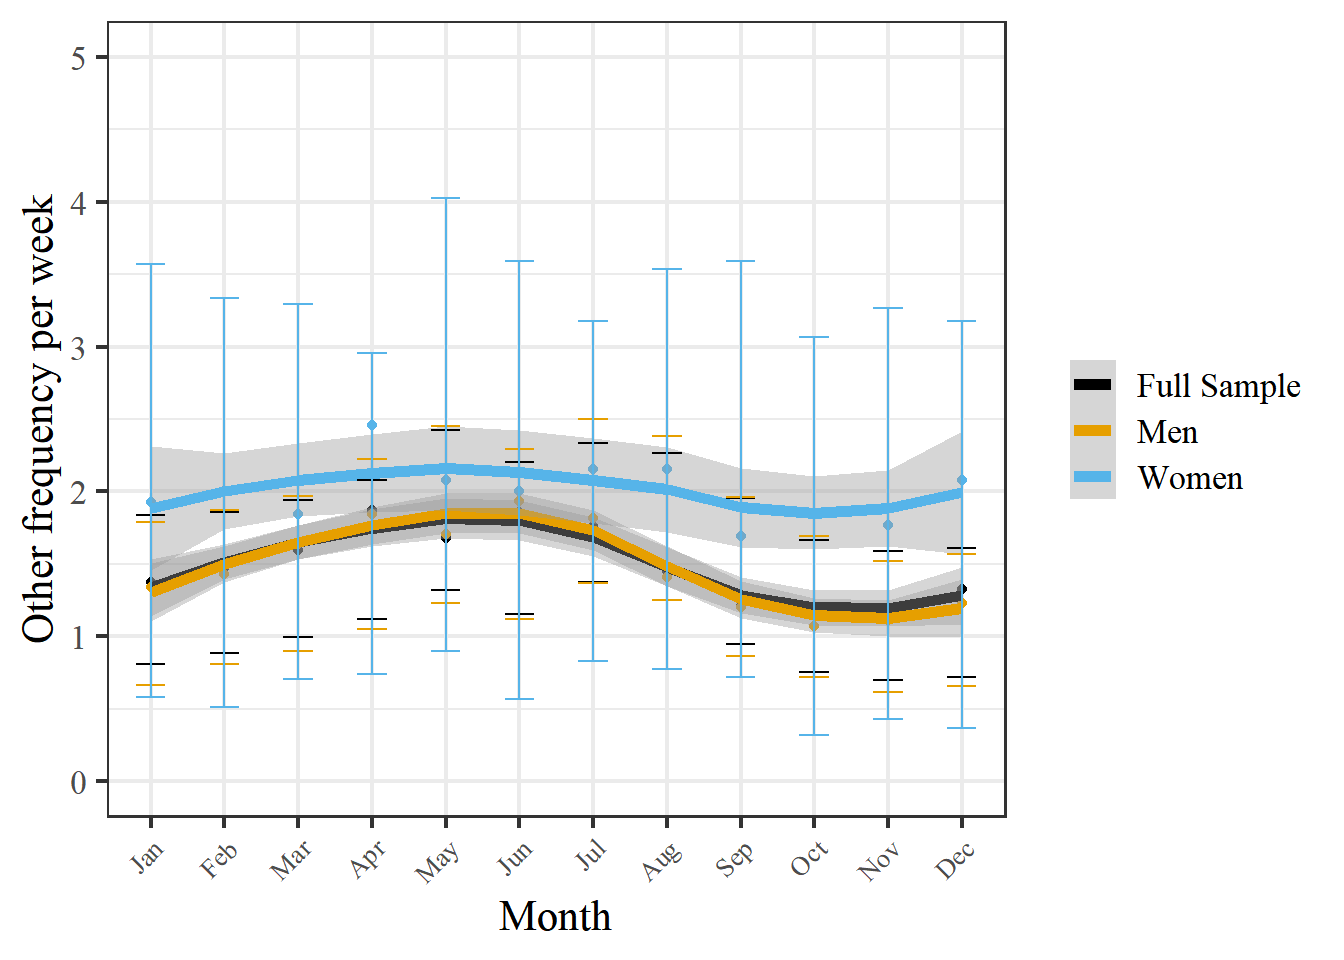 Other frequency per week
5
4
3
2
1
0
Jan
Feb
Mar
Apr
May
Jun
Jul
Aug
Sep
Oct
Nov
Dec
Month
Full Sample
Men
Women